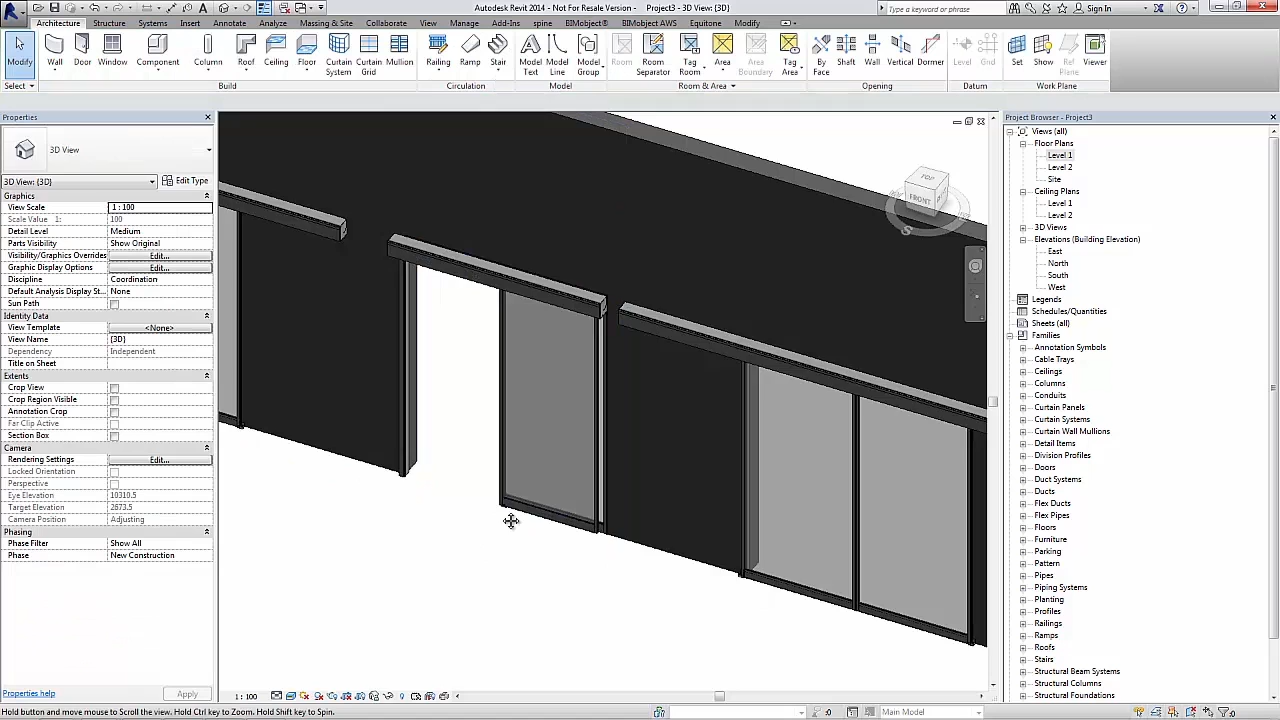 Autodesk Revit 2014 - Not For Resale Version - Project3 - 3D View: {3D}
Type a keyword or phrase
Sign In
Architecture Structure Systems Insert Annotate Analyze Massing & Site Collaborate View Manage Add-Ins spine BIMobject® BIMobject AWS Equitone Modify
Modify Wall Door Window Component Column Roof Ceiling Floor Curtain System Curtain Grid Mullion Railing Ramp Stair Model Text Model Line Model Group Room Room Separator Tag Room Area Area Boundary Tag Area By Face Shaft Wall Vertical Dormer Level Grid Set Show Ref Plane Viewer
Select Build Circulation Model Room & Area Opening Datum Work Plane
Properties
3D View
3D View: {3D} Edit Type
Graphics
View Scale 1 : 100
Scale Value 1: 100
Detail Level Medium
Parts Visibility Show Original
Visibility/Graphics Overrides Edit...
Graphic Display Options Edit...
Discipline Coordination
Default Analysis Display St... None
Sun Path
Identity Data
View Template <None>
View Name {3D}
Dependency Independent
Title on Sheet
Extents
Crop View
Crop Region Visible
Annotation Crop
Far Clip Active
Section Box
Camera
Rendering Settings Edit...
Locked Orientation
Perspective
Eye Elevation 10310.5
Target Elevation 2673.5
Camera Position Adjusting
Phasing
Phase Filter Show All
Phase New Construction
Properties help Apply
TOP
FRONT
S
1 : 100
Project Browser - Project3
Views (all)
Floor Plans
Level 1
Level 2
Site
Ceiling Plans
Level 1
Level 2
3D Views
Elevations (Building Elevation)
East
North
South
West
Legends
Schedules/Quantities
Sheets (all)
Families
Annotation Symbols
Cable Trays
Ceilings
Columns
Conduits
Curtain Panels
Curtain Systems
Curtain Wall Mullions
Detail Items
Division Profiles
Doors
Duct Systems
Ducts
Flex Ducts
Flex Pipes
Floors
Furniture
Parking
Pattern
Pipes
Piping Systems
Planting
Profiles
Railings
Ramps
Roofs
Stairs
Structural Beam Systems
Structural Columns
Structural Foundations
Hold button and move mouse to Scroll the view. Hold Ctrl key to Zoom. Hold Shift key to Spin.
:0 Main Model :0